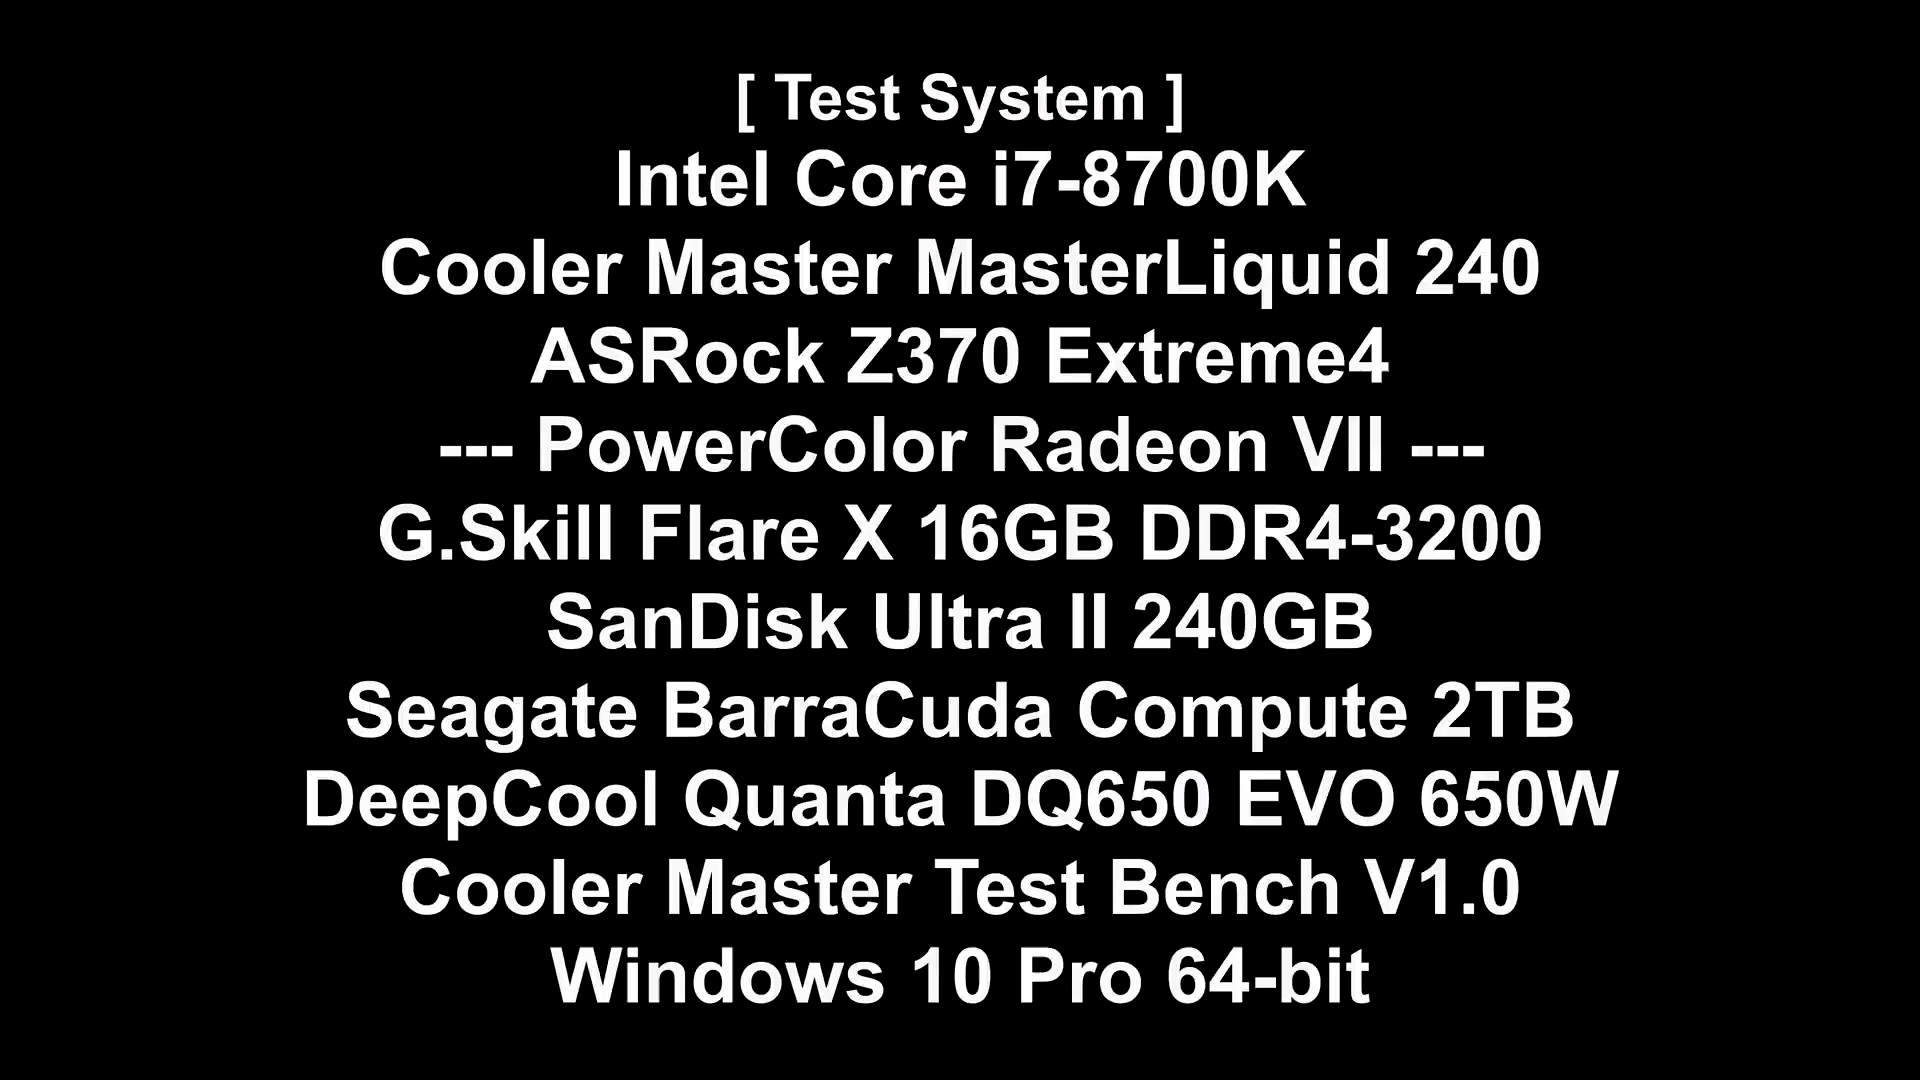 [ Test System ]
Intel Core i7-8700K
Cooler Master MasterLiquid 240
ASRock Z370 Extreme4
--- PowerColor Radeon VII ---
G.Skill Flare X 16GB DDR4-3200
SanDisk Ultra II 240GB
Seagate BarraCuda Compute 2TB
DeepCool Quanta DQ650 EVO 650W
Cooler Master Test Bench V1.0
Windows 10 Pro 64-bit